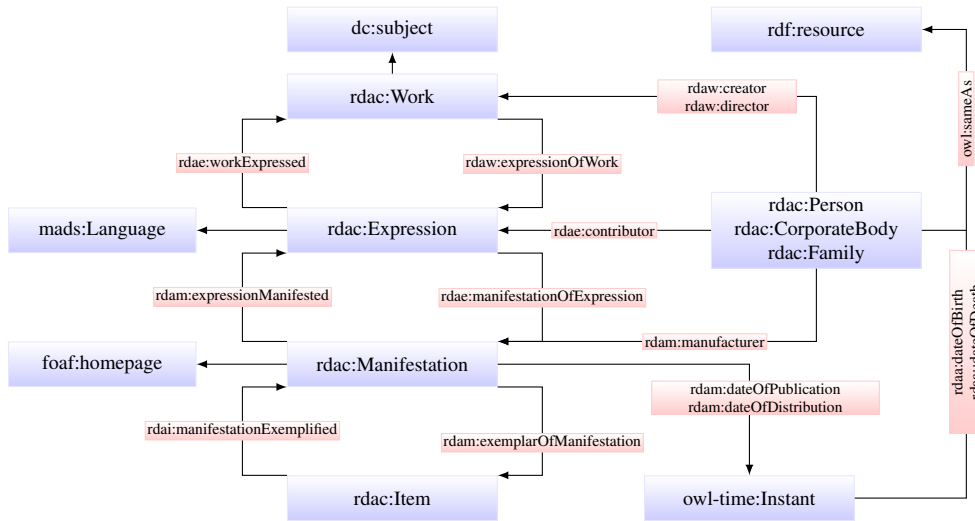 dc:subject
rdf:resource
rdac:Work
rdaw:creator
rdaw:director
owl:sameAs
rdae:workExpressed
rdaw:expressionOfWork
mads:Language
rdac:Expression
rdae:contributor
rdac:Person
rdac:CorporateBody
rdac:Family
rdam:expressionManifested
rdae:manifestationOfExpression
rdam:manufacturer
rdaa:dateOfBirth
foaf:homepage
rdac:Manifestation
rdam:dateOfPublication
rdam:dateOfDistribution
rdai:manifestationExemplified
rdam:exemplarOfManifestation
rdac:Item
owl-time:Instant